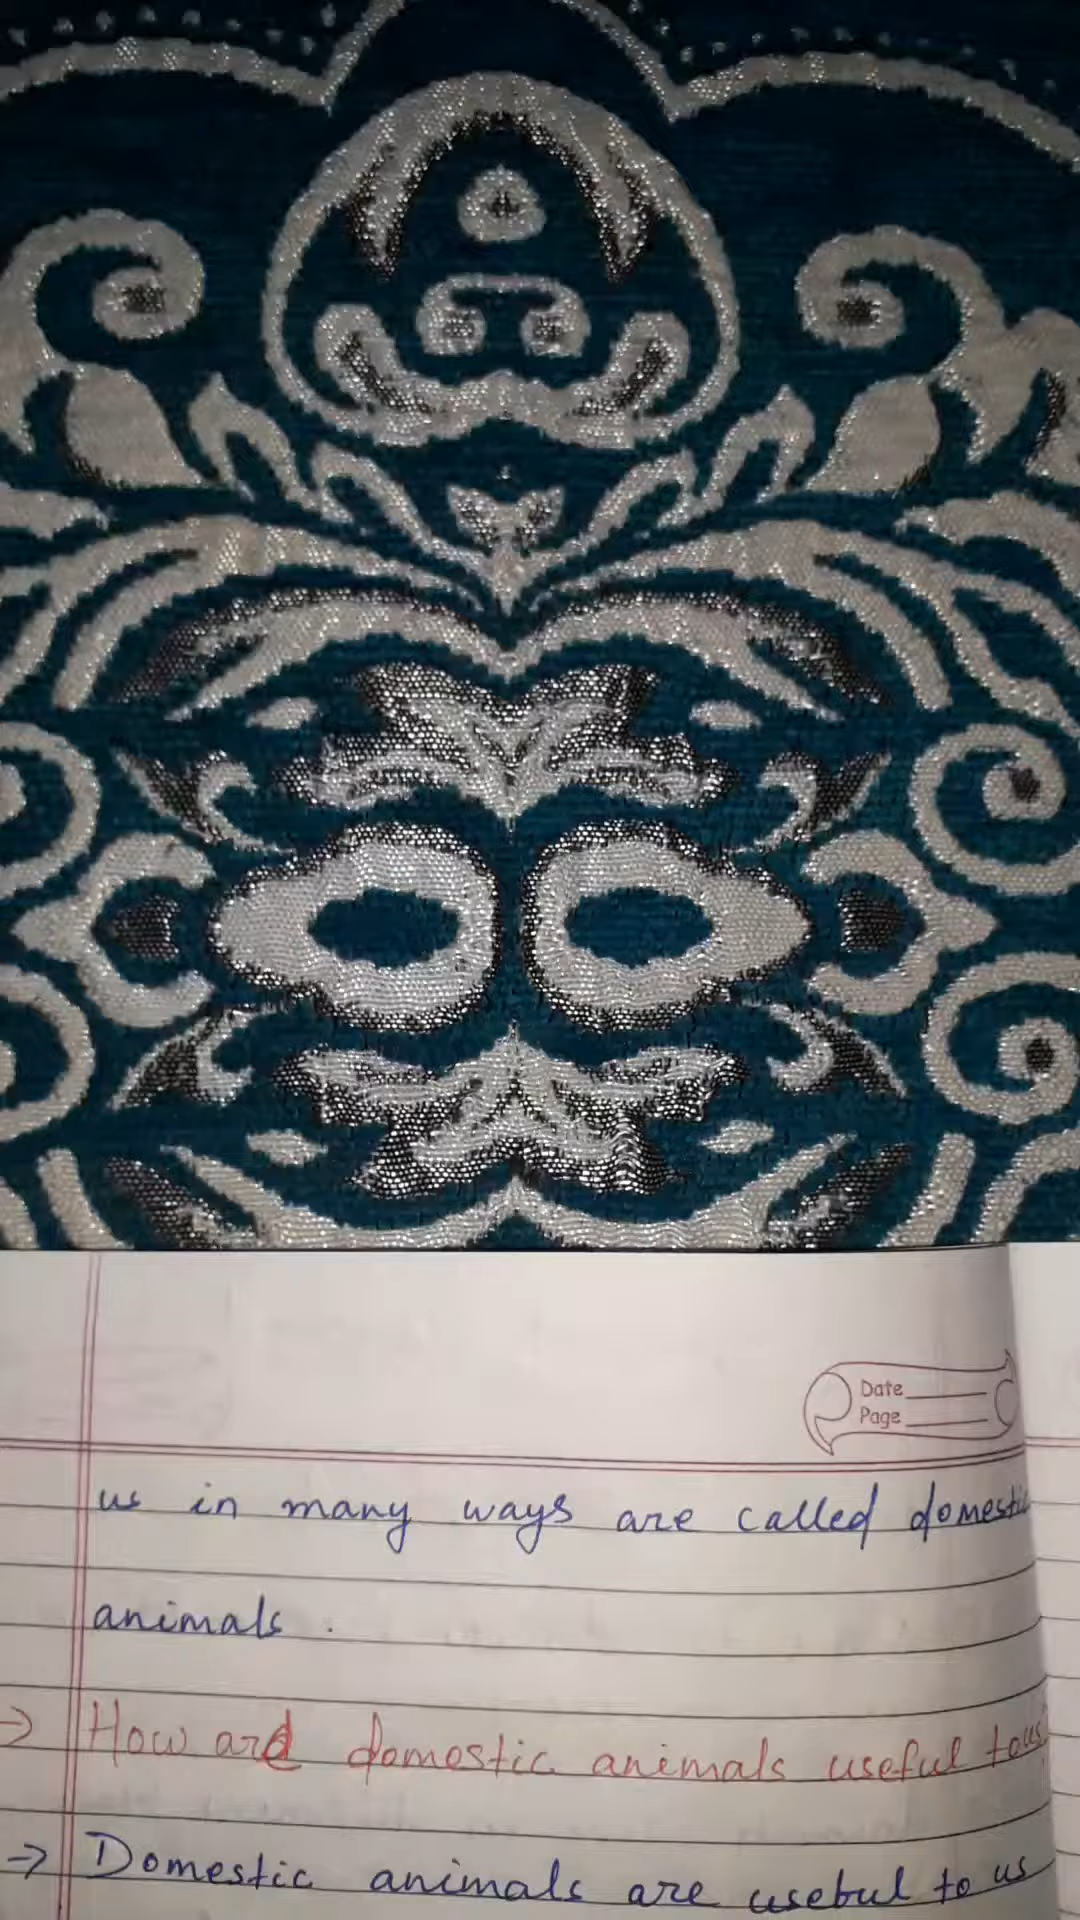 Date
Page
us in many ways are called domestic
animals.
→ How are domestic animals useful to us?
→ Domestic animals are useful to us